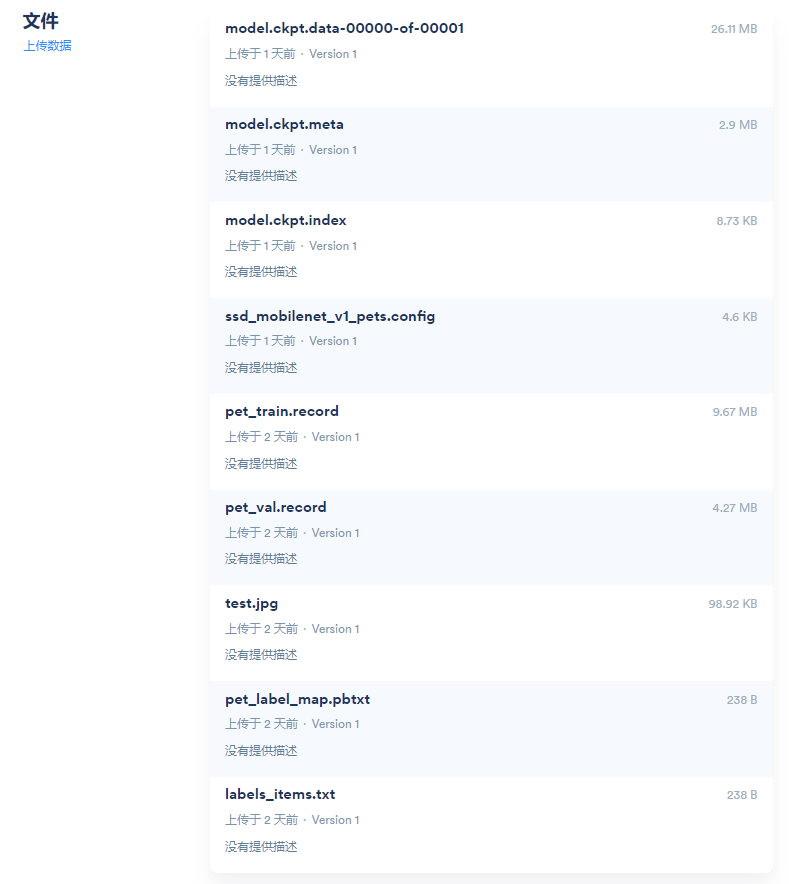 文件
上传数据
model.ckpt.data-00000-of-00001 26.11 MB
上传于 1 天前 · Version 1
没有提供描述
model.ckpt.meta 2.9 MB
上传于 1 天前 · Version 1
没有提供描述
model.ckpt.index 8.73 KB
上传于 1 天前 · Version 1
没有提供描述
ssd_mobilenet_v1_pets.config 4.6 KB
上传于 1 天前 · Version 1
没有提供描述
pet_train.record 9.67 MB
上传于 2 天前 · Version 1
没有提供描述
pet_val.record 4.27 MB
上传于 2 天前 · Version 1
没有提供描述
test.jpg 98.92 KB
上传于 2 天前 · Version 1
没有提供描述
pet_label_map.pbtxt 238 B
上传于 2 天前 · Version 1
没有提供描述
labels_items.txt 238 B
上传于 2 天前 · Version 1
没有提供描述